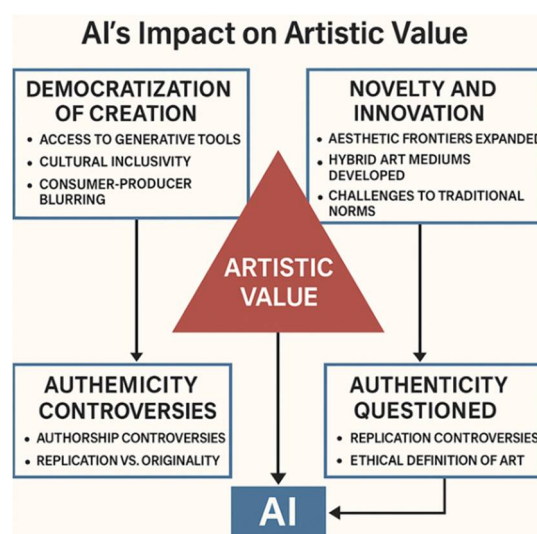 AI's Impact on Artistic Value
DEMOCRATIZATION
OF CREATION
• ACCESS TO GENERATIVE TOOLS
• CULTURAL INCLUSIVITY
• CONSUMER-PRODUCER
BLURRING
NOVELTY AND
INNOVATION
• AESTHETIC FRONTIERS EXPANDED
• HYBRID ART MEDIUMS
DEVELOPED
• CHALLENGES TO TRADITIONAL
NORMS
ARTISTIC
VALUE
AUTHEMICITY
CONTROVERSIES
• AUTHORSHIP CONTROVERSIES
• REPLICATION VS. ORIGINALITY
AUTHENTICITY
QUESTIONED
• REPLICATION CONTROVERSIES
• ETHICAL DEFINITION OF ART
AI